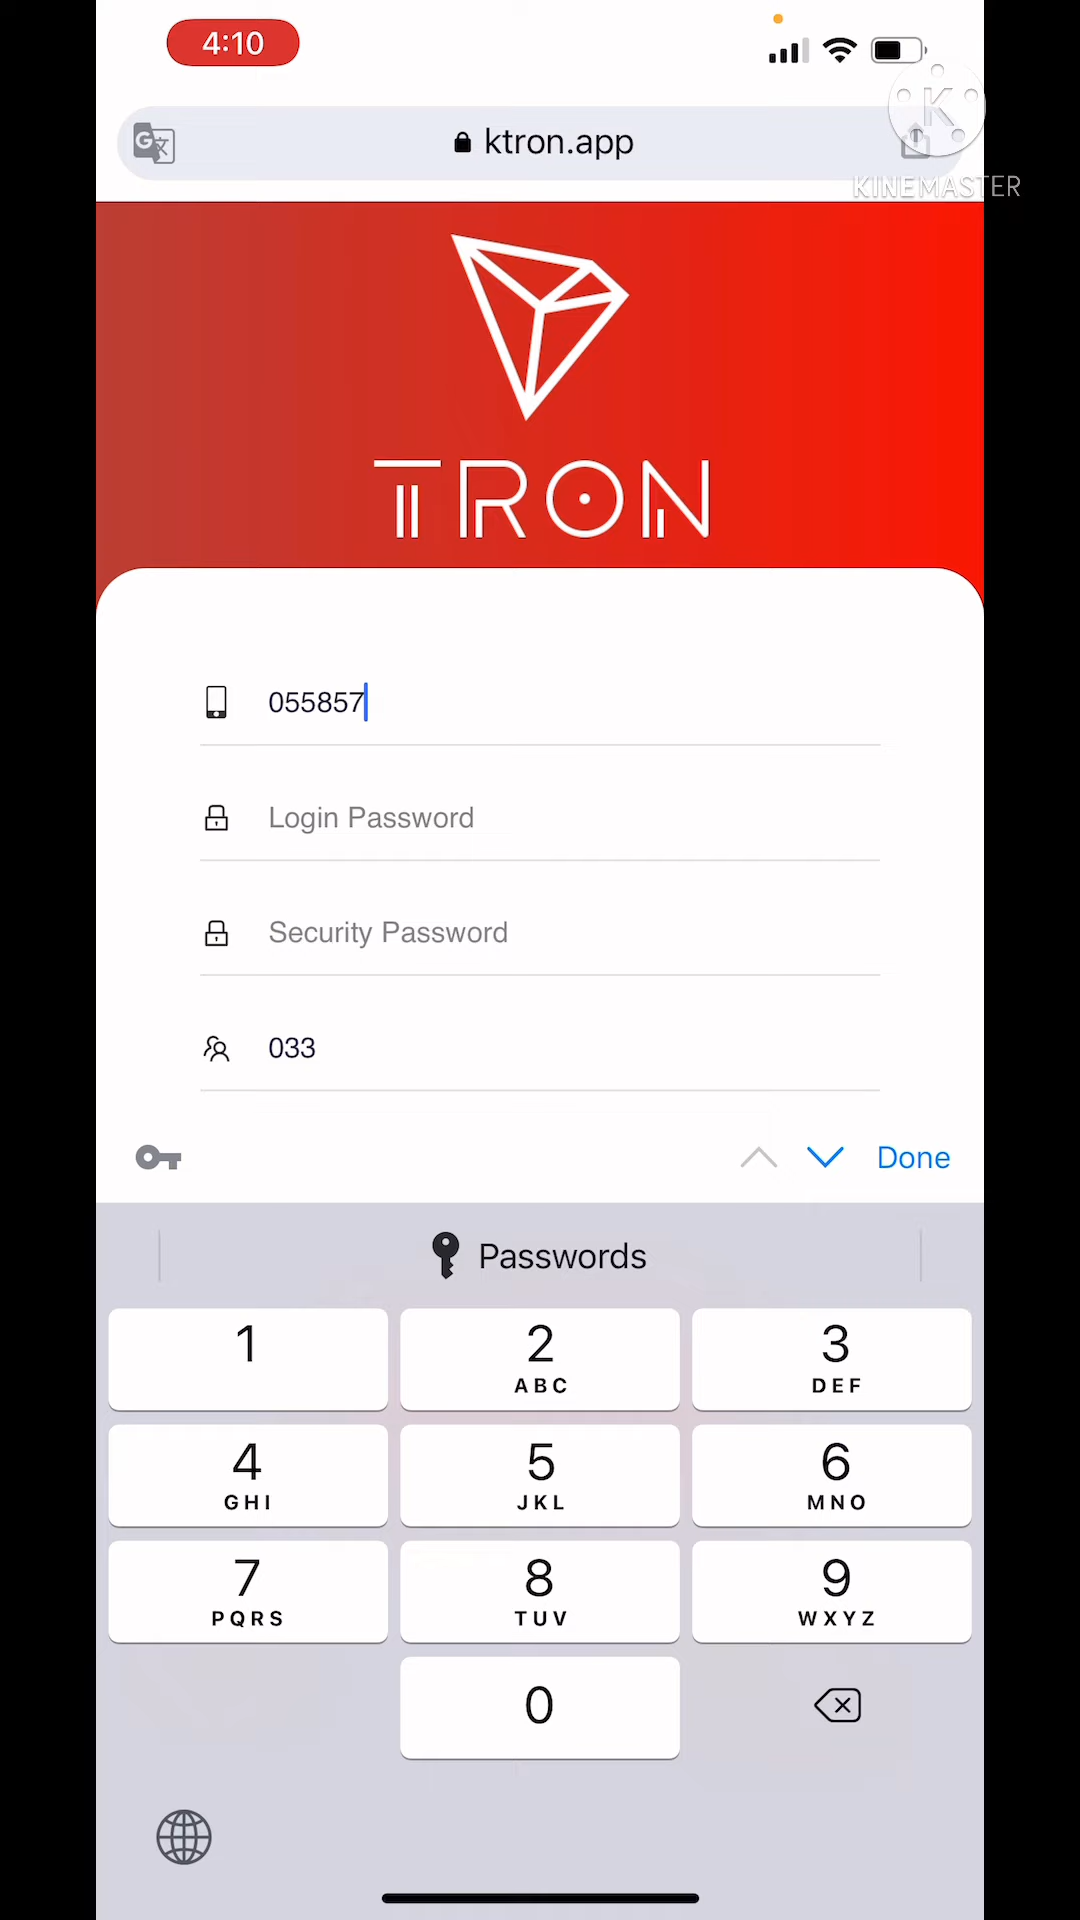 4:10
ktron.app
K
KINEMASTER
TRON
055857
Login Password
Security Password
033
Done
Passwords
1
2
ABC
3
DEF
4
GHI
5
JKL
6
MNO
7
PQRS
8
TUV
9
WXYZ
0